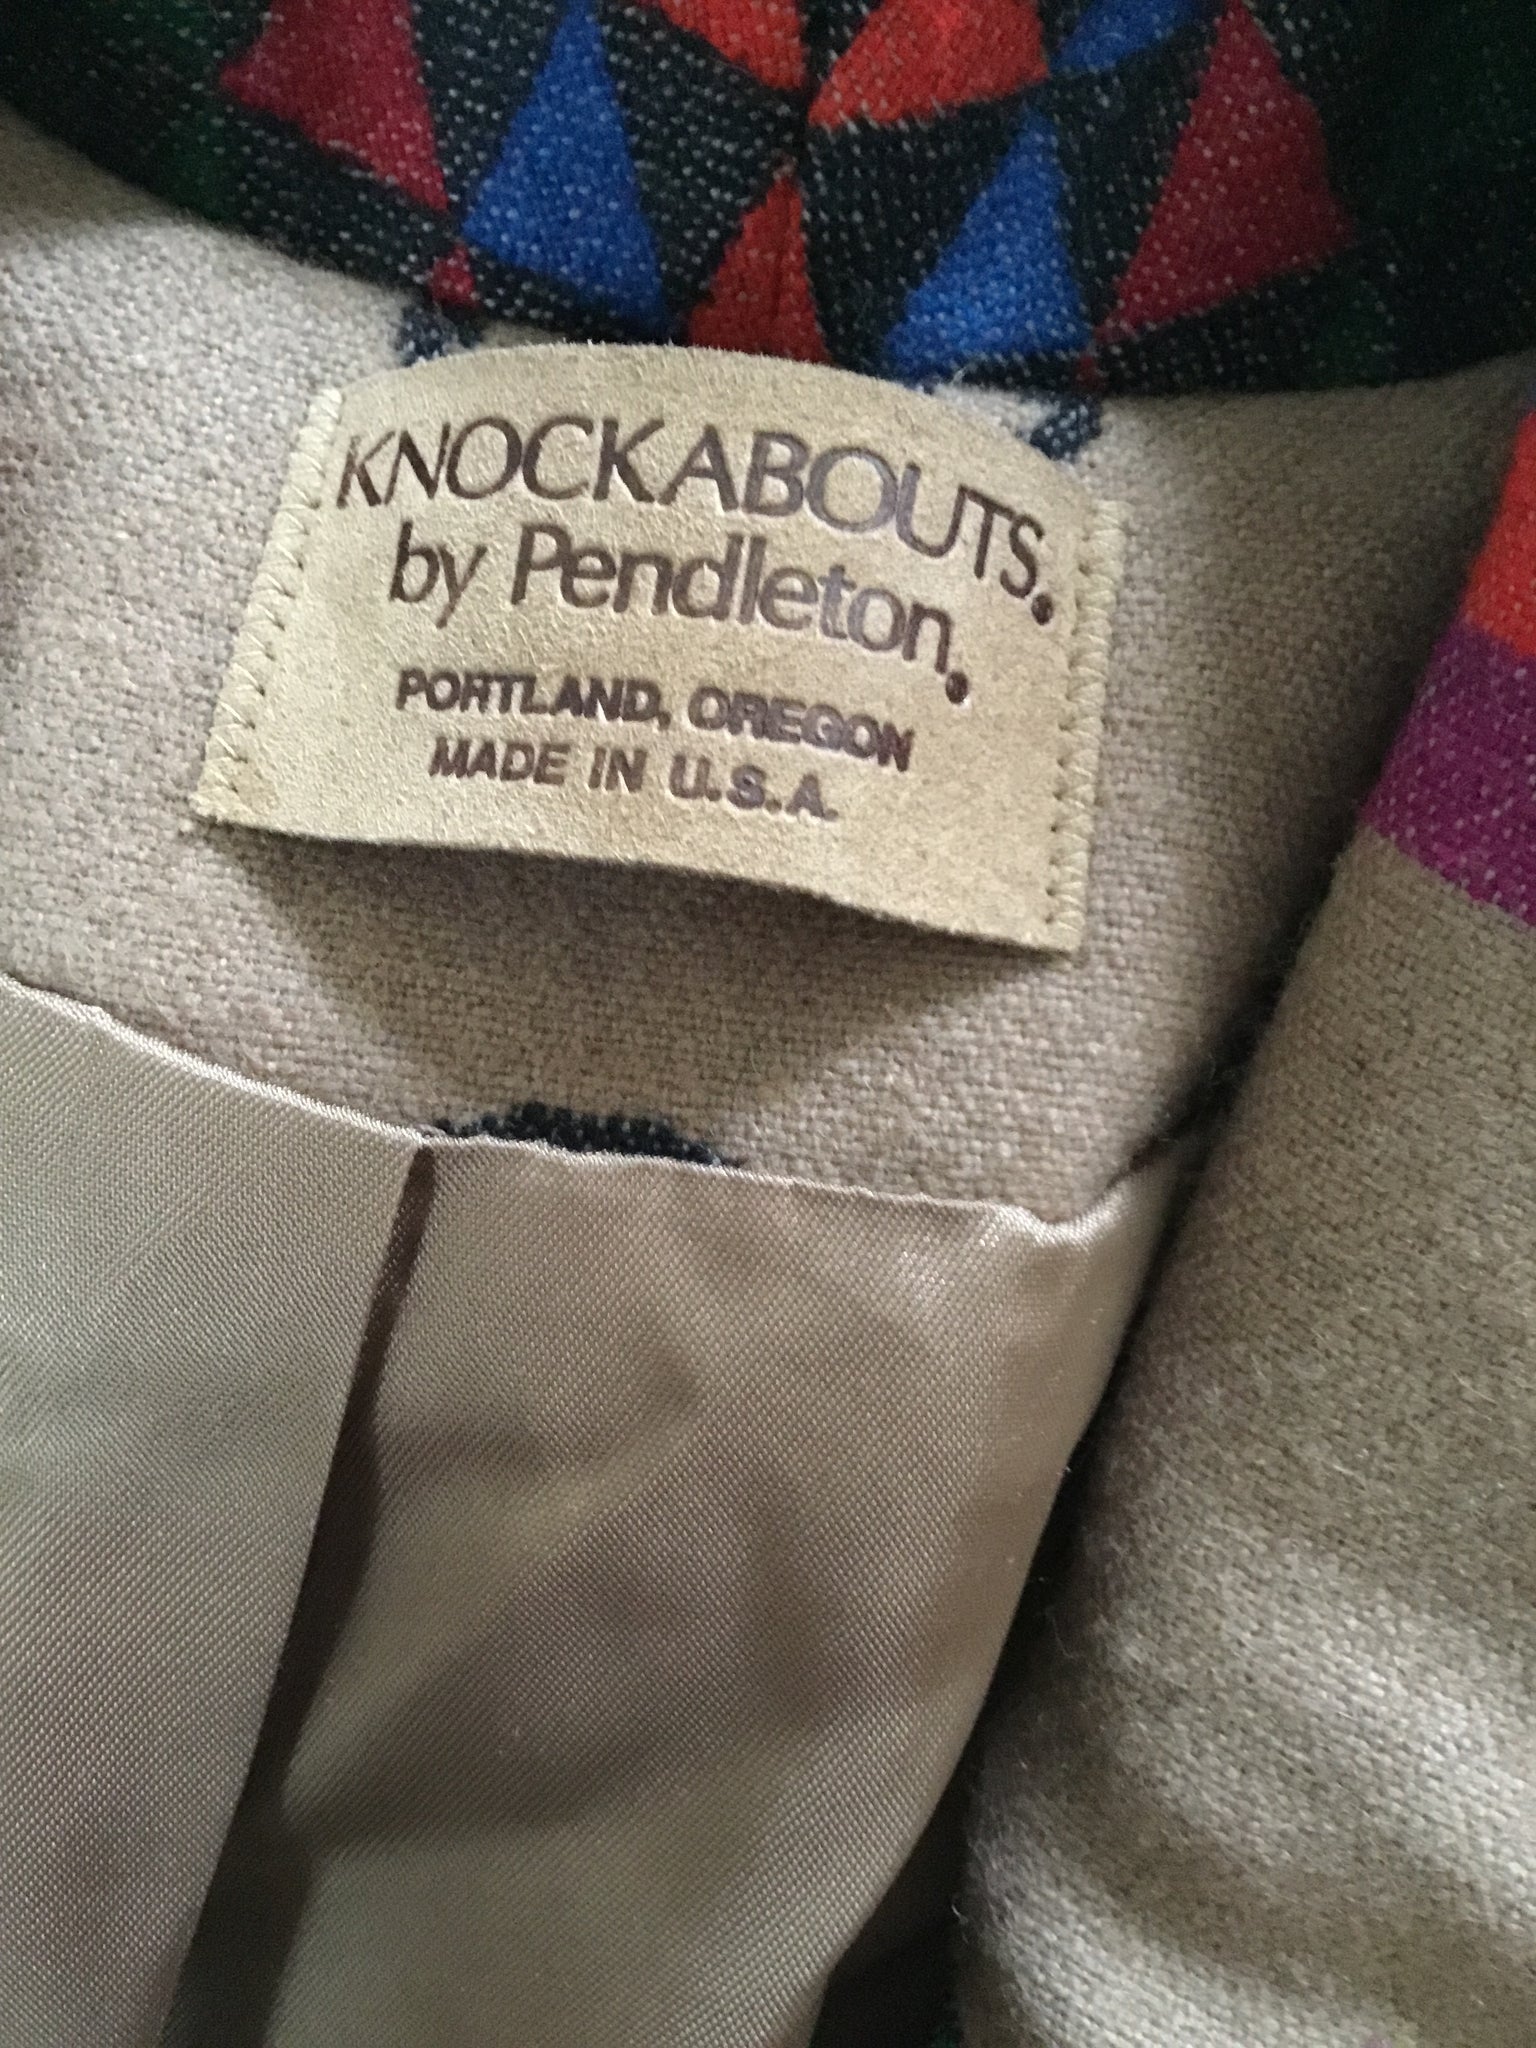 KNOCKABOUTS.
by Pendleton.
PORTLAND, OREGON
MADE IN U.S.A.